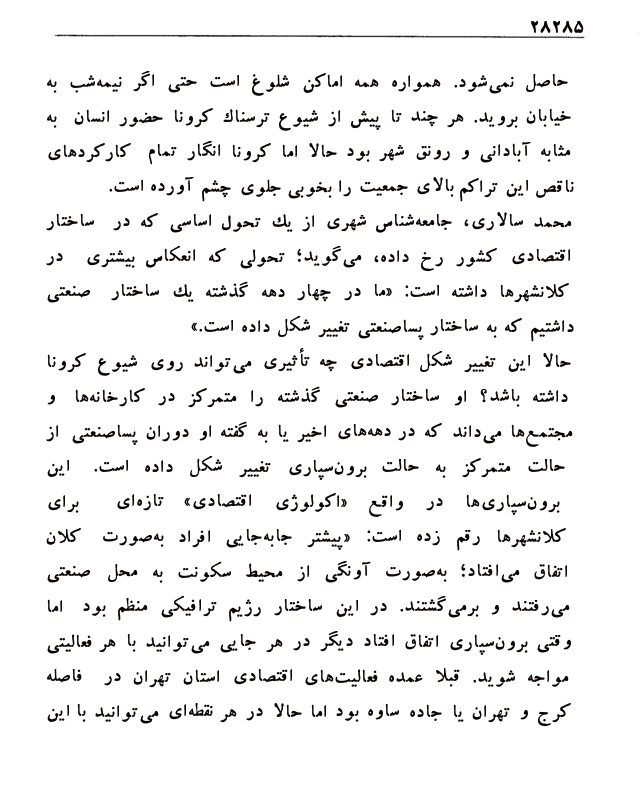 ۲۸۲۸۵
حاصل نمی‌شود. همواره همه اماکن شلوغ است حتی اگر نیمه‌شب به
خیابان بروید. هر چند تا پیش از شیوع ترسناك کرونا حضور انسان به
مثابه آبادانی و رونق شهر بود حالا اما کرونا انگار تمام کارکردهای
ناقص این تراکم بالای جمعیت را بخوبی جلوی چشم آورده است.
محمد سالاری، جامعه‌شناس شهری از یك تحول اساسی که در ساختار
اقتصادی کشور رخ داده، می‌گوید؛ تحولی که انعکاس بیشتری در
کلانشهرها داشته است: «ما در چهار دهه گذشته یك ساختار صنعتی
داشتیم که به ساختار پساصنعتی تغییر شکل داده است.»
حالا این تغییر شکل اقتصادی چه تأثیری می‌تواند روی شیوع کرونا
داشته باشد؟ او ساختار صنعتی گذشته را متمرکز در کارخانه‌ها و
مجتمع‌ها می‌داند که در دهه‌های اخیر یا به گفته او دوران پساصنعتی از
حالت متمرکز به حالت برون‌سپاری تغییر شکل داده است. این
برون‌سپاری‌ها در واقع «اکولوژی اقتصادی» تازه‌ای برای
کلانشهرها رقم زده است: «پیشتر جابه‌جایی افراد به‌صورت کلان
اتفاق می‌افتاد؛ به‌صورت آونگی از محیط سکونت به محل صنعتی
می‌رفتند و برمی‌گشتند. در این ساختار رژیم ترافیکی منظم بود اما
وقتی برون‌سپاری اتفاق افتاد دیگر در هر جایی می‌توانید با هر فعالیتی
مواجه شوید. قبلا عمده فعالیت‌های اقتصادی استان تهران در فاصله
کرج و تهران یا جاده ساوه بود اما حالا در هر نقطه‌ای می‌توانید با این